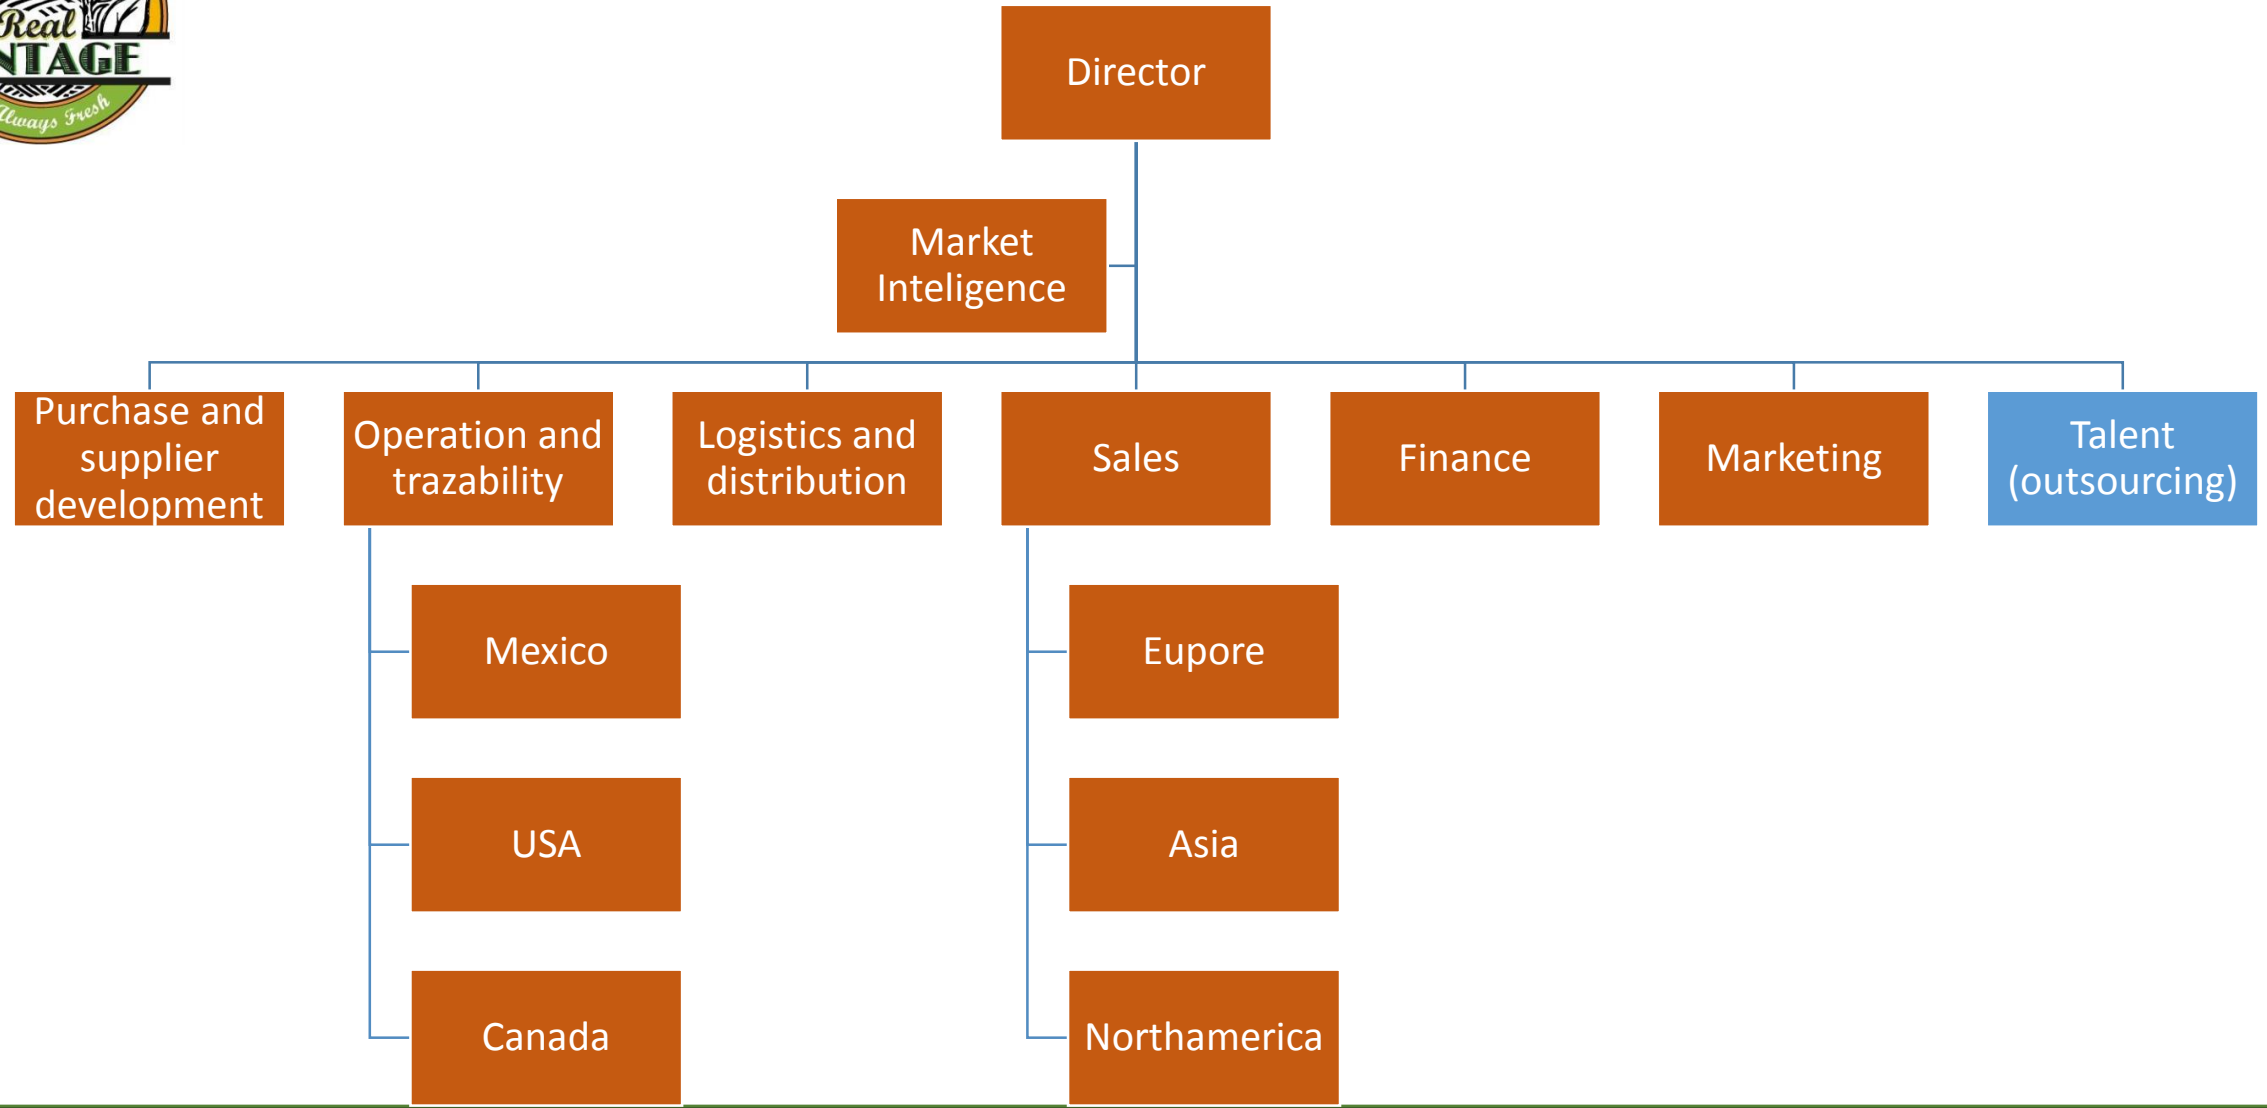 Real
NTAGE
Always Fresh
Director
Market
Inteligence
Purchase and
supplier
development
Operation and
trazability
Logistics and
distribution
Sales
Finance
Marketing
Talent
(outsourcing)
Mexico
Eupore
USA
Asia
Canada
Northamerica